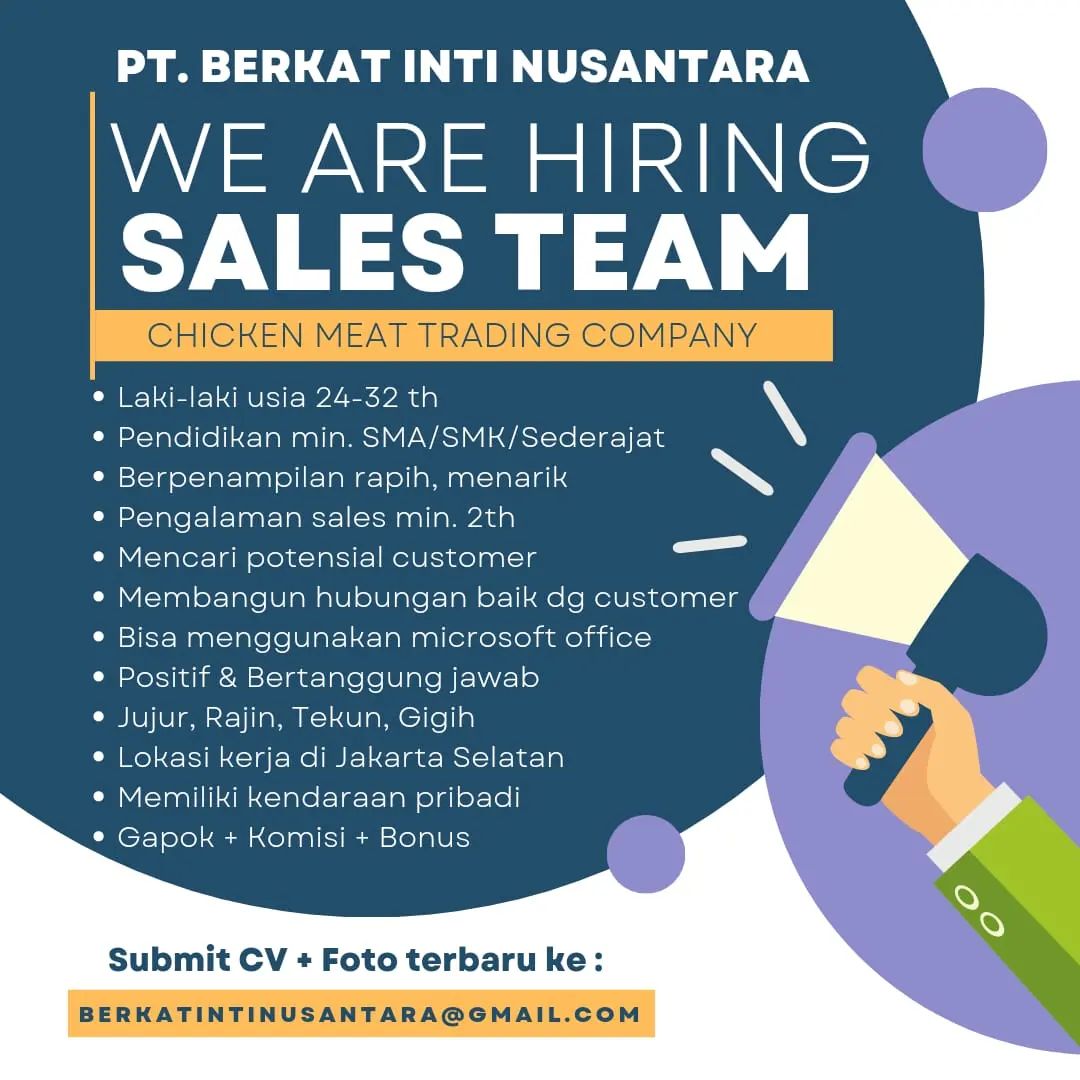 PT. BERKAT INTI NUSANTARA
WE ARE HIRING
SALES TEAM
CHICKEN MEAT TRADING COMPANY
• Laki-laki usia 24-32 th
• Pendidikan min. SMA/SMK/Sederajat
• Berpenampilan rapih, menarik
• Pengalaman sales min. 2th
• Mencari potensial customer
• Membangun hubungan baik dg customer
• Bisa menggunakan microsoft office
• Positif & Bertanggung jawab
• Jujur, Rajin, Tekun, Gigih
• Lokasi kerja di Jakarta Selatan
• Memiliki kendaraan pribadi
• Gapok + Komisi + Bonus
Submit CV + Foto terbaru ke :
BERKATINTINUSANTARA@GMAIL.COM